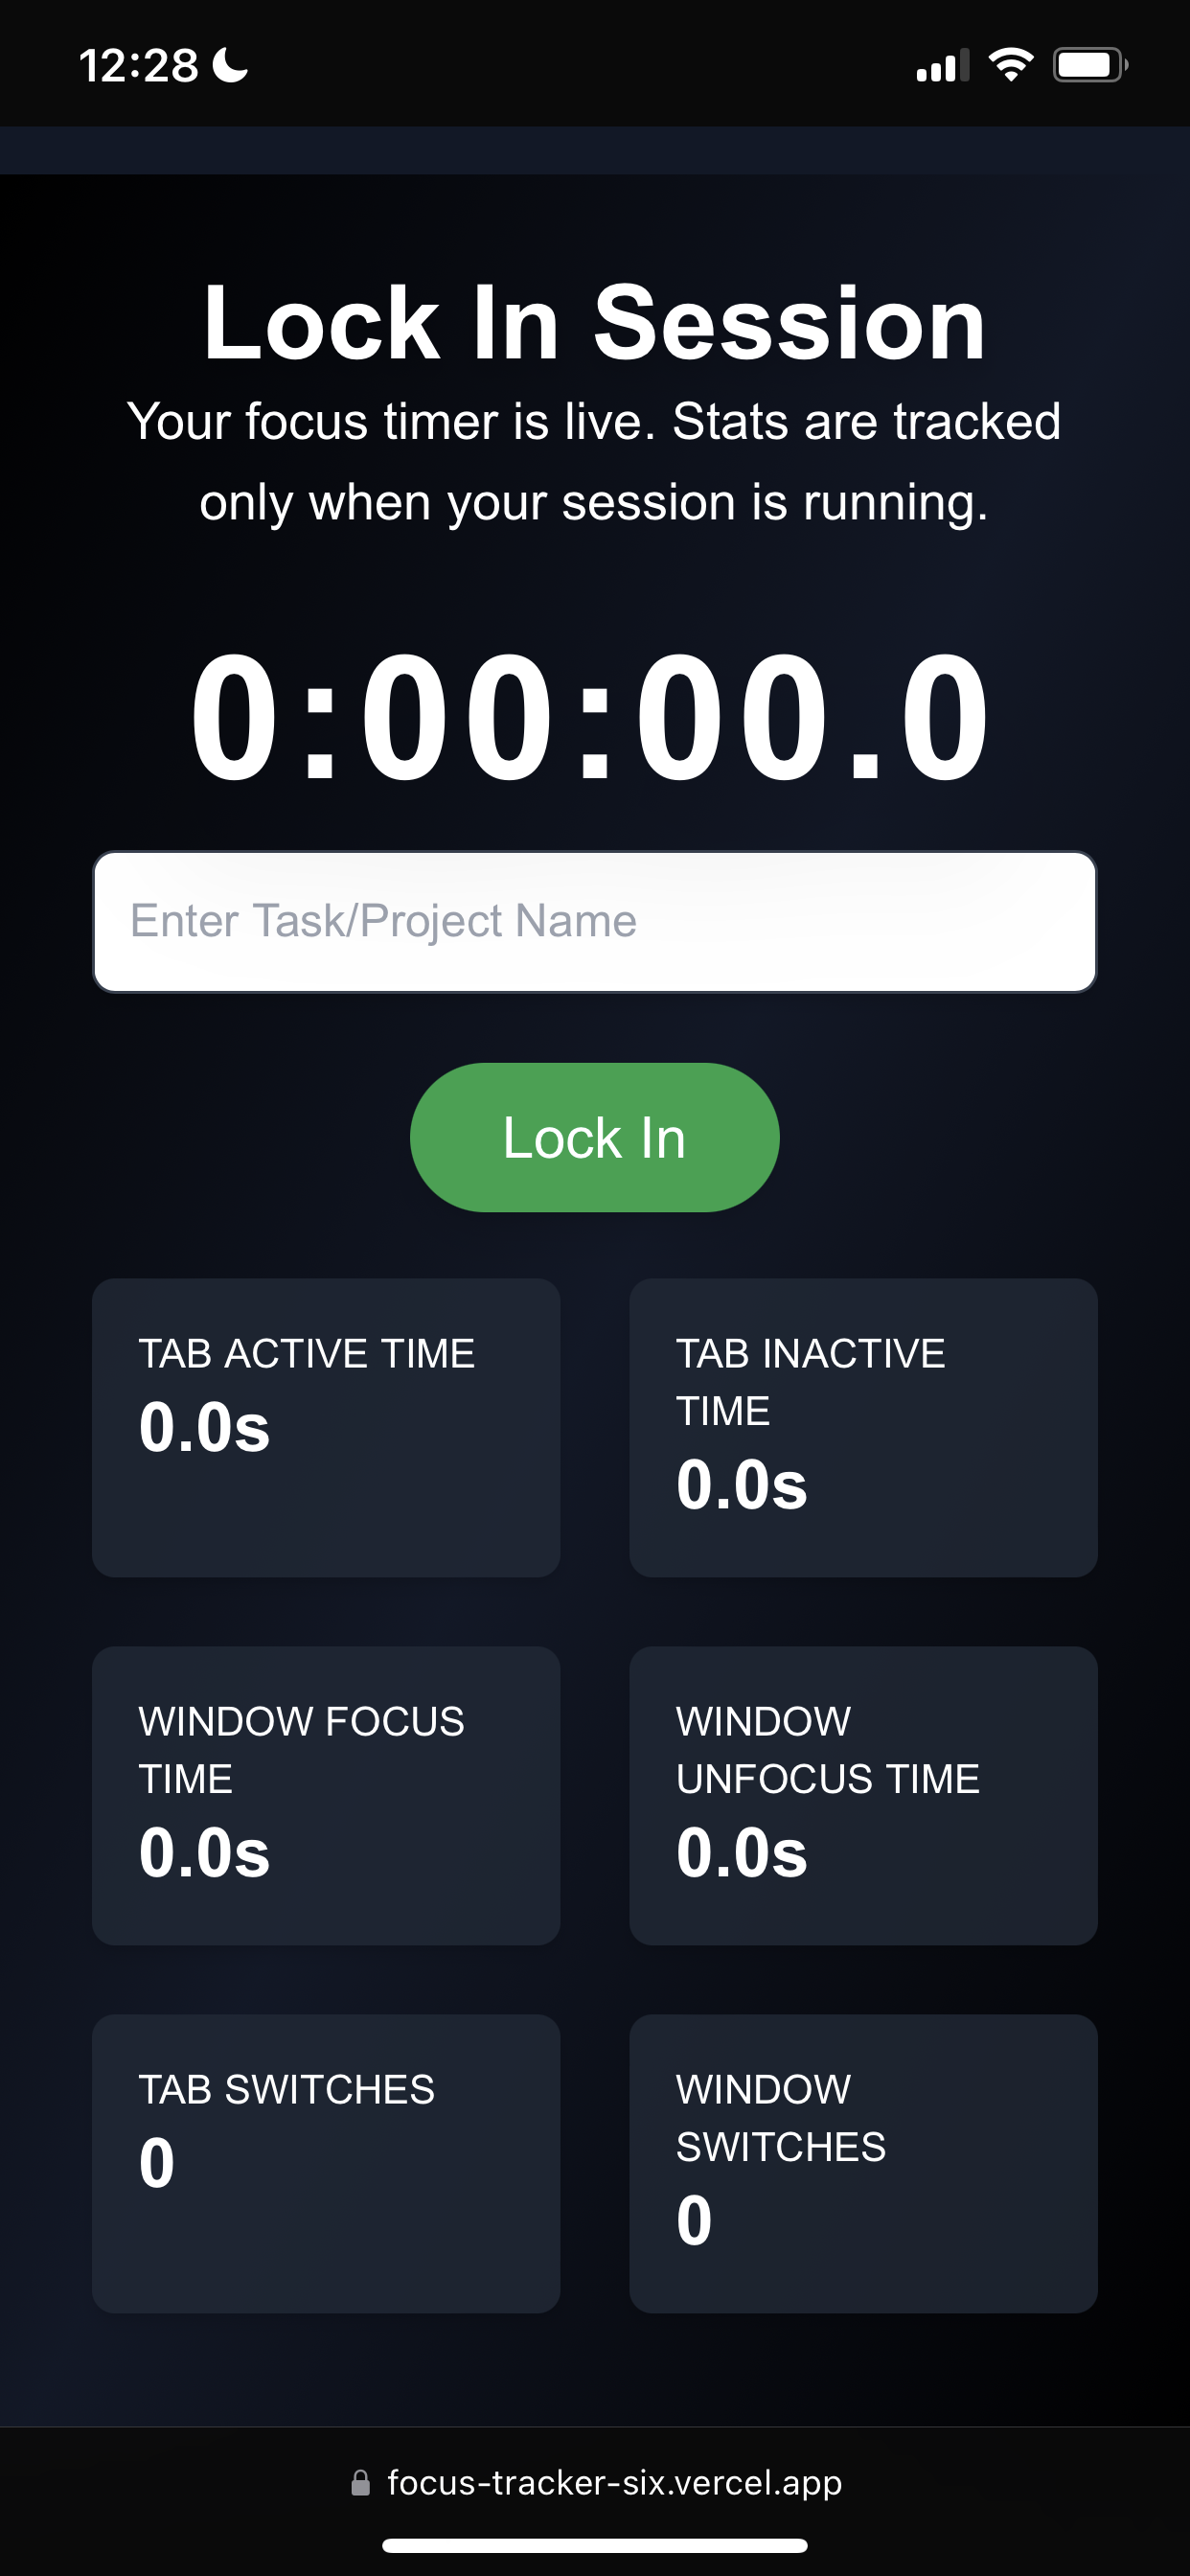 12:28
Lock In Session
Your focus timer is live. Stats are tracked
only when your session is running.
0:00:00.0
Enter Task/Project Name
Lock In
TAB ACTIVE TIME
0.0s
TAB INACTIVE
TIME
0.0s
WINDOW FOCUS
TIME
0.0s
WINDOW
UNFOCUS TIME
0.0s
TAB SWITCHES
0
WINDOW
SWITCHES
0
focus-tracker-six.vercel.app